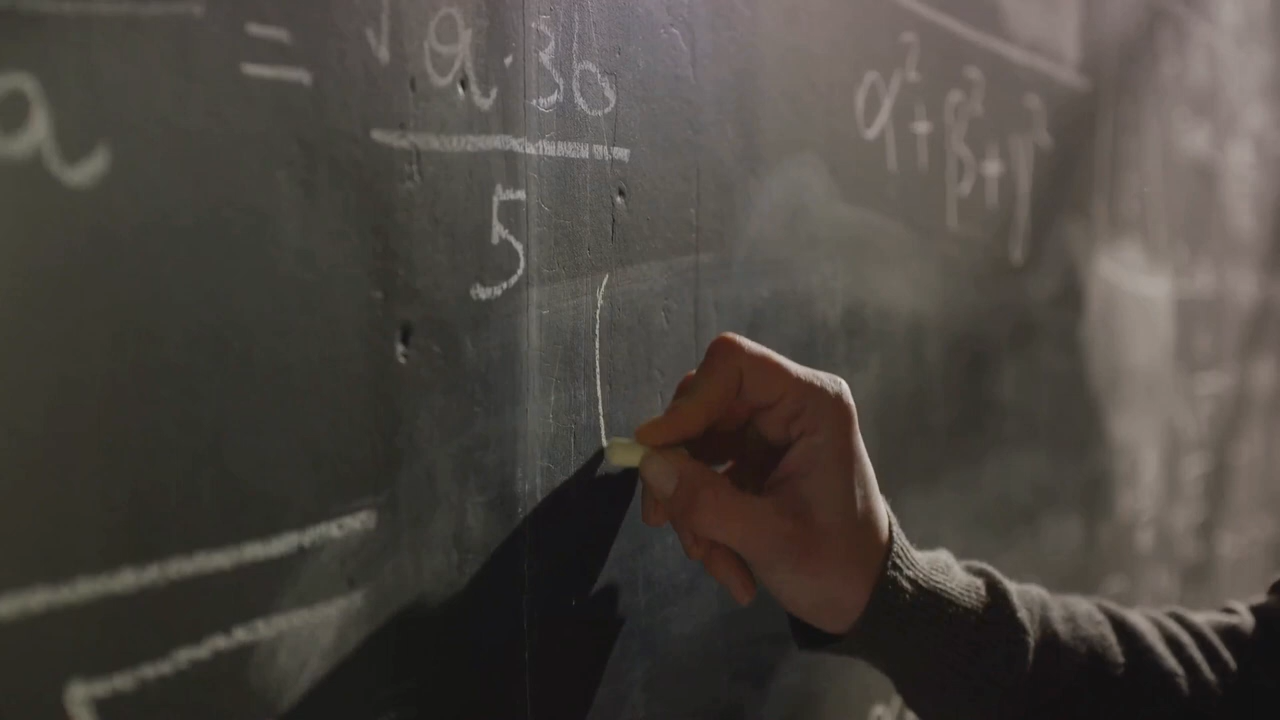 a = √a · 36
5
α² + β² + γ²